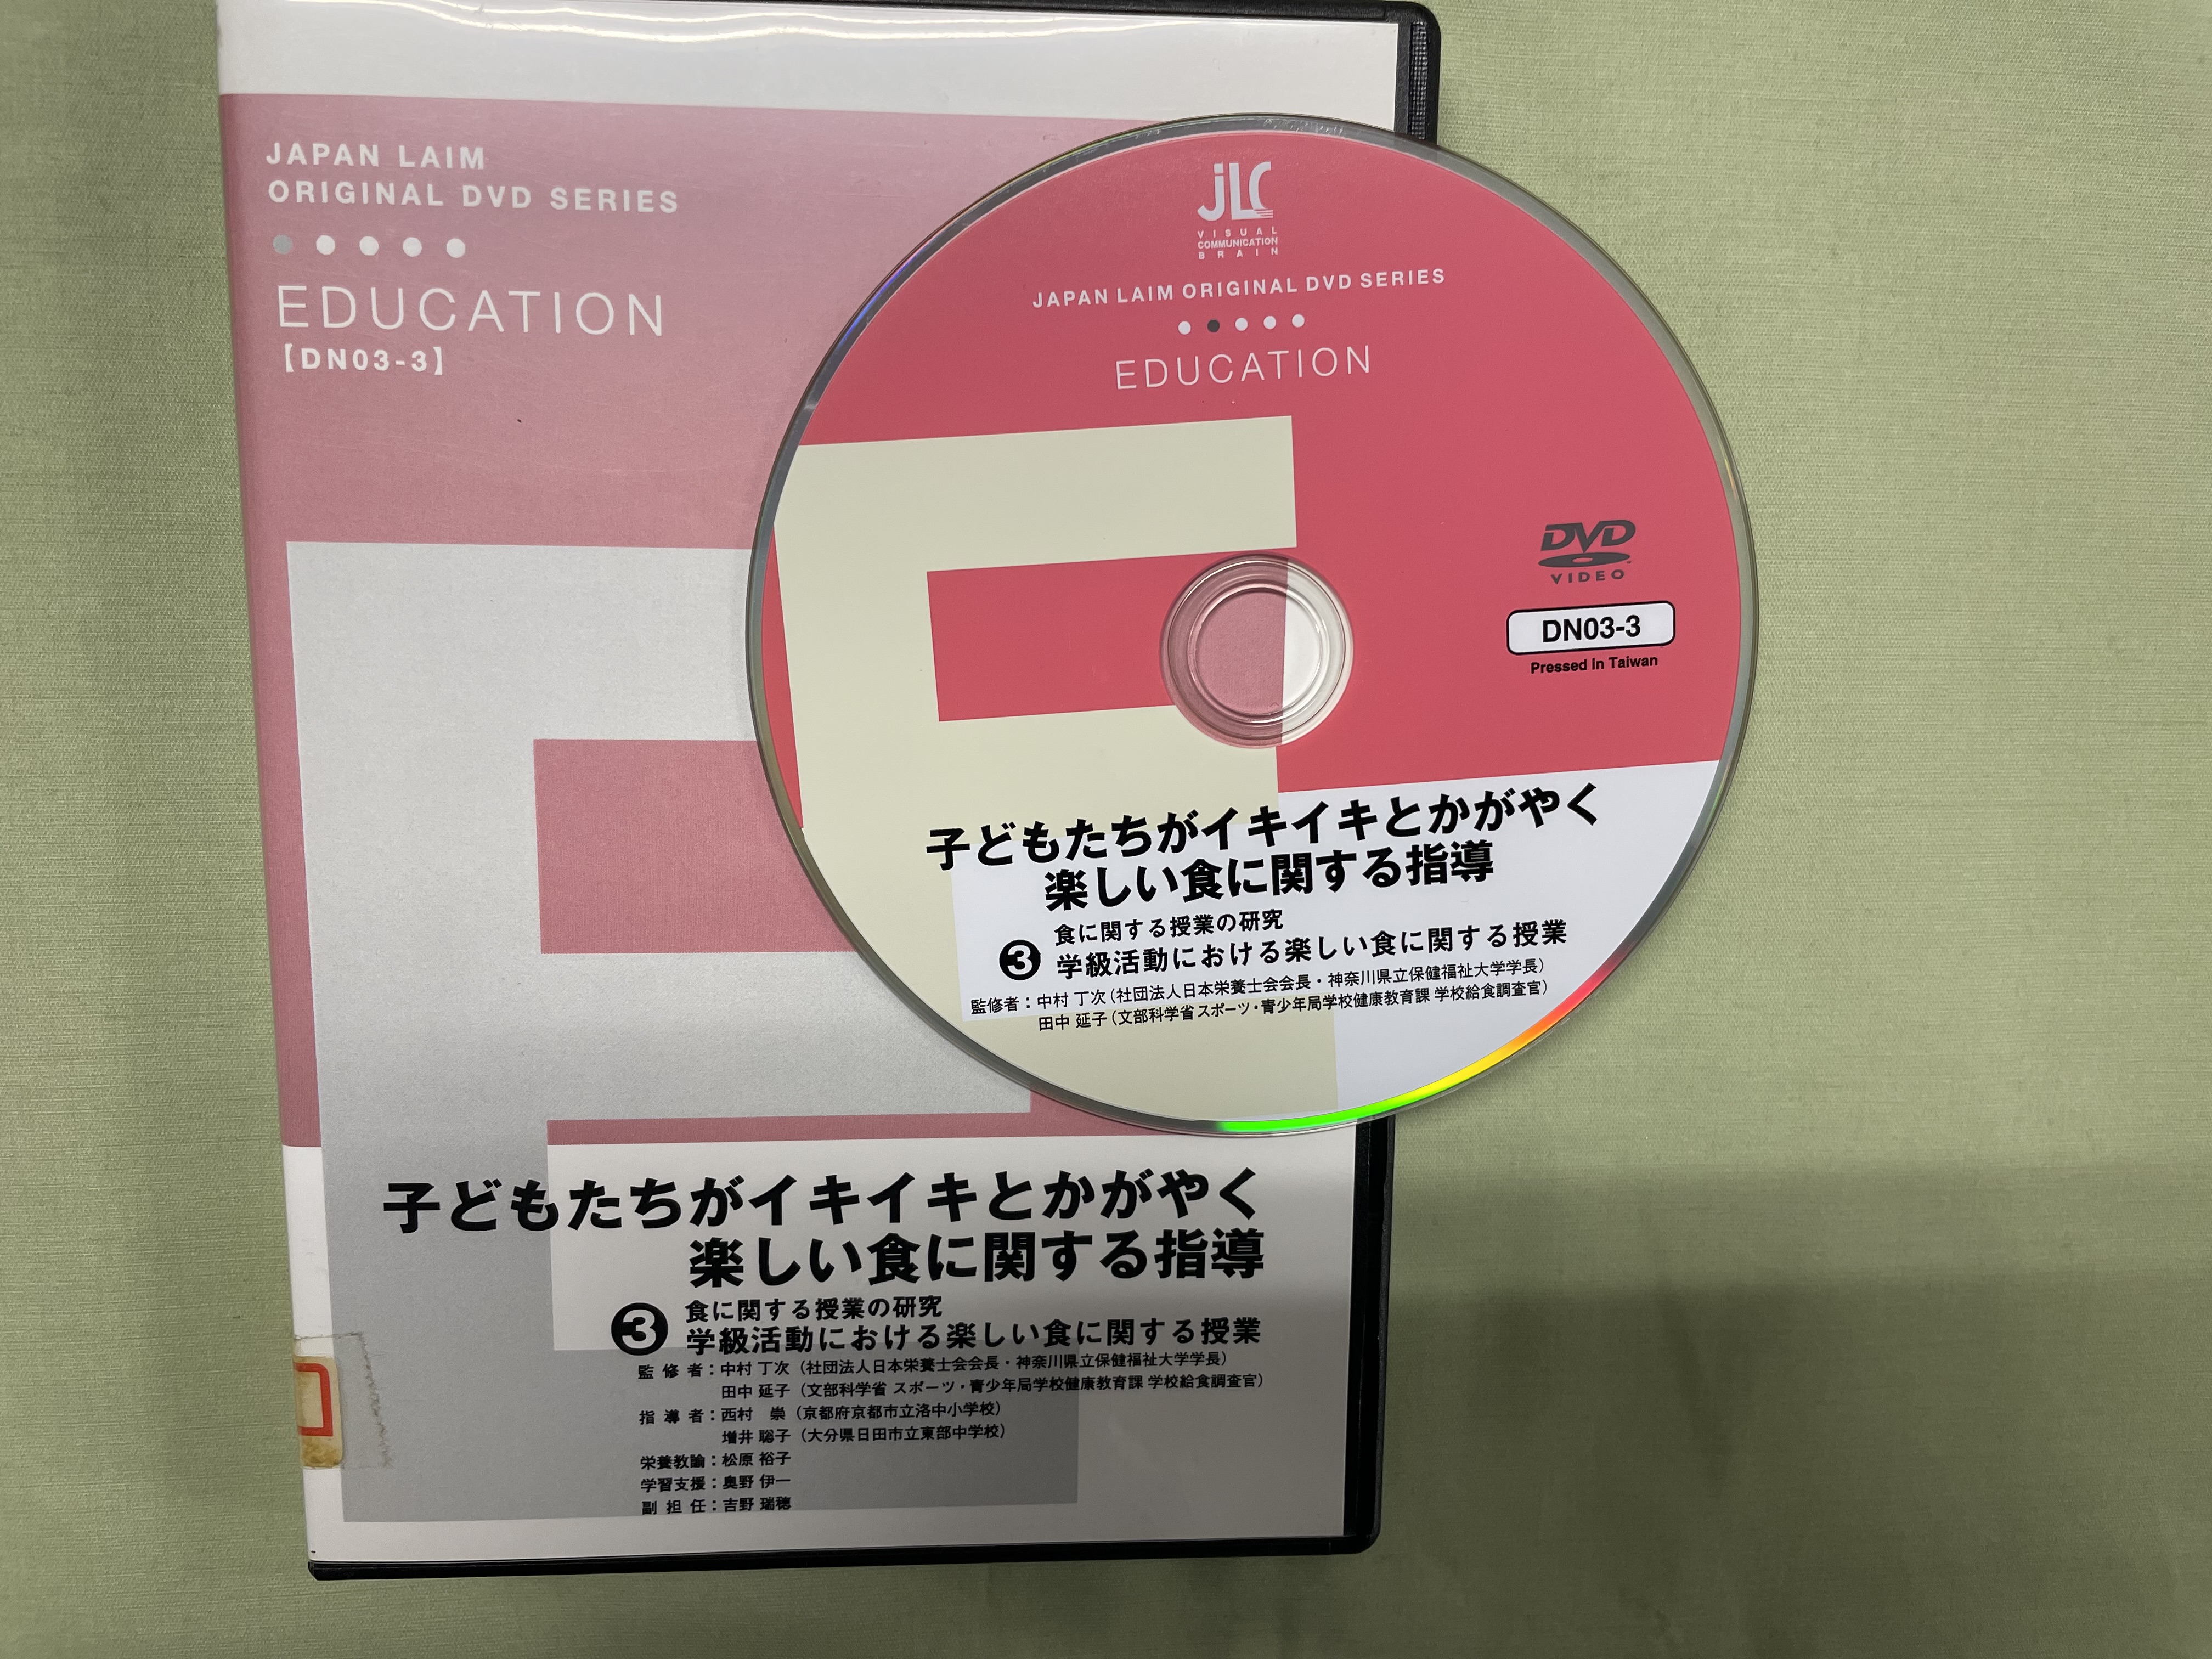 JAPAN LAIM
ORIGINAL DVD SERIES
EDUCATION
【DN03-3】
子どもたちがイキイキとかがやく
楽しい食に関する指導
食に関する授業の研究
❸ 学級活動における楽しい食に関する授業
監修者：中村 丁次（社団法人日本栄養士会会長・神奈川県立保健福祉大学学長）
田中 延子（文部科学省 スポーツ・青少年局学校健康教育課 学校給食調査官）
指導者：西村 崇（京都府京都市立洛中小学校）
増井 聡子（大分県日田市立東部中学校）
栄養教諭：松原 裕子
学習支援：奥野 伊一
副担任：吉野 瑞穂
JLC
VISUAL
COMMUNICATION
BRAIN
JAPAN LAIM ORIGINAL DVD SERIES
EDUCATION
DVD
VIDEO
DN03-3
Pressed in Taiwan
子どもたちがイキイキとかがやく
楽しい食に関する指導
食に関する授業の研究
❸ 学級活動における楽しい食に関する授業
監修者：中村 丁次（社団法人日本栄養士会会長・神奈川県立保健福祉大学学長）
田中 延子（文部科学省 スポーツ・青少年局学校健康教育課 学校給食調査官）